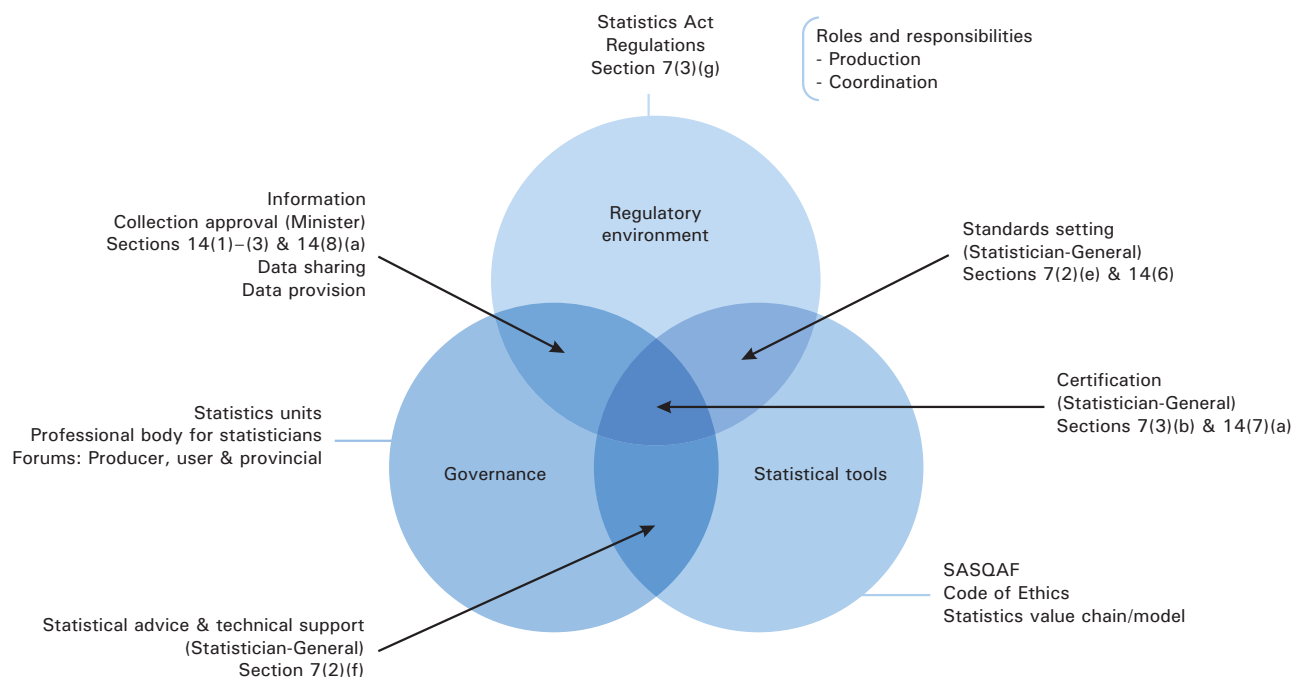 Statistics Act
Regulations
Section 7(3)(g)
Roles and responsibilities
- Production
- Coordination
Information
Collection approval (Minister)
Sections 14(1)–(3) & 14(8)(a)
Data sharing
Data provision
Regulatory
environment
Standards setting
(Statistician-General)
Sections 7(2)(e) & 14(6)
Certification
(Statistician-General)
Sections 7(3)(b) & 14(7)(a)
Statistics units
Professional body for statisticians
Forums: Producer, user & provincial
Governance
Statistical tools
SASQAF
Code of Ethics
Statistics value chain/model
Statistical advice & technical support
(Statistician-General)
Section 7(2)(f)